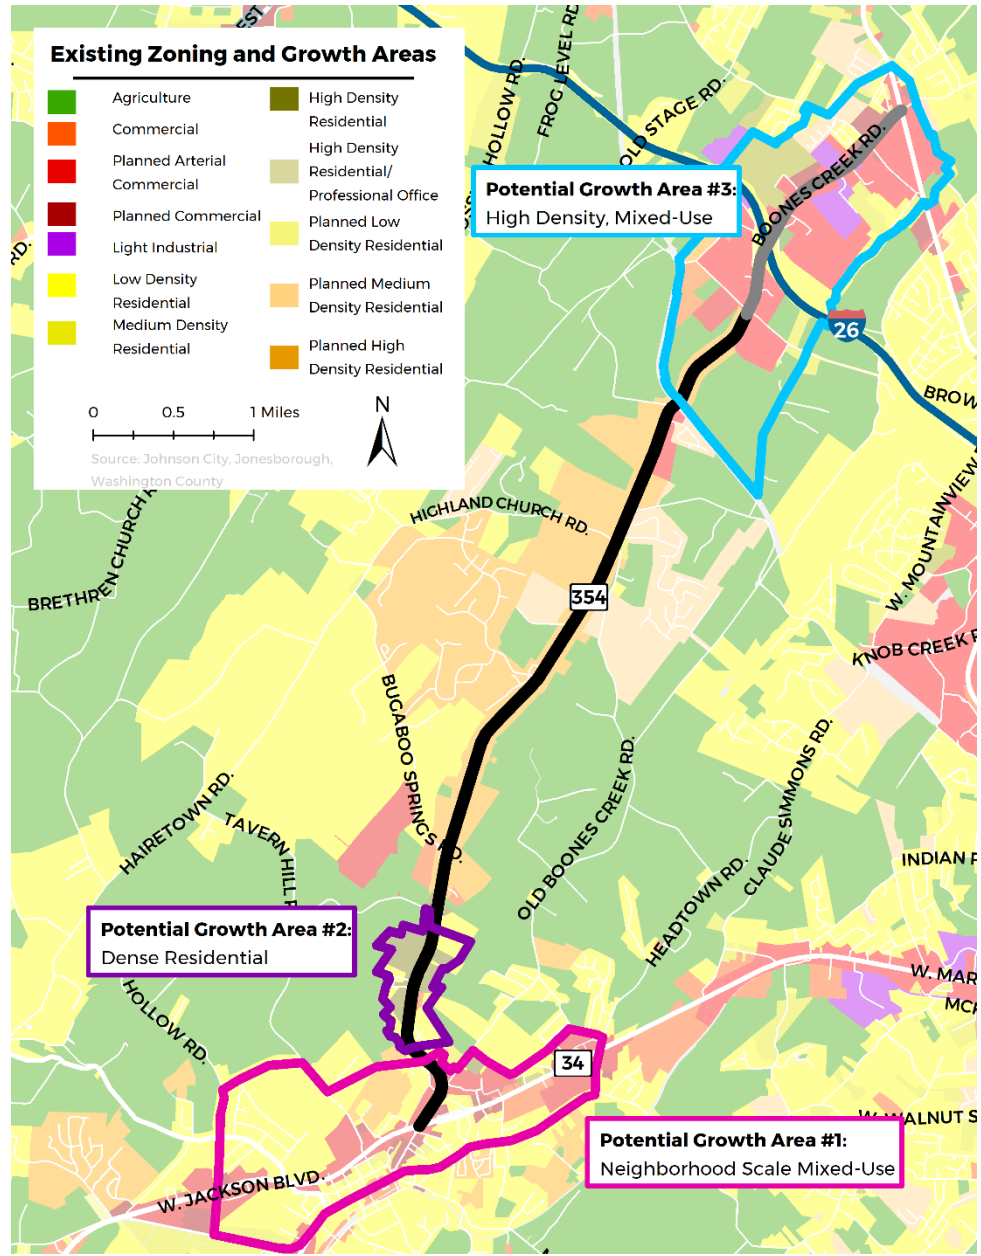 Existing Zoning and Growth Areas
Agriculture
Commercial
Planned Arterial
Commercial
Planned Commercial
Light Industrial
Low Density
Residential
Medium Density
Residential
High Density
Residential
High Density
Residential/
Professional Office
Planned Low
Density Residential
Planned Medium
Density Residential
Planned High
Density Residential
0 0.5 1 Miles
N
Source: Johnson City, Jonesborough,
Washington County
EST
HOLLOW RD.
FROG LEVEL RD.
OLD STAGE RD.
RD.
Potential Growth Area #3:
High Density, Mixed-Use
BOONES CREEK RD.
26
BROW
W. MOUNTAINVIEW
HIGHLAND CHURCH RD.
BRETHREN CHURCH R
354
KNOB CREEK R
BUGABOO SPRINGS RD.
OLD BOONES CREEK RD.
CLAUDE SIMMONS RD.
HAIRETOWN RD.
TAVERN HILL R
HEADTOWN RD.
INDIAN R
Potential Growth Area #2:
Dense Residential
W. MAR
MCK
HOLLOW RD.
34
W. WALNUT S
Potential Growth Area #1:
Neighborhood Scale Mixed-Use
W. JACKSON BLVD.